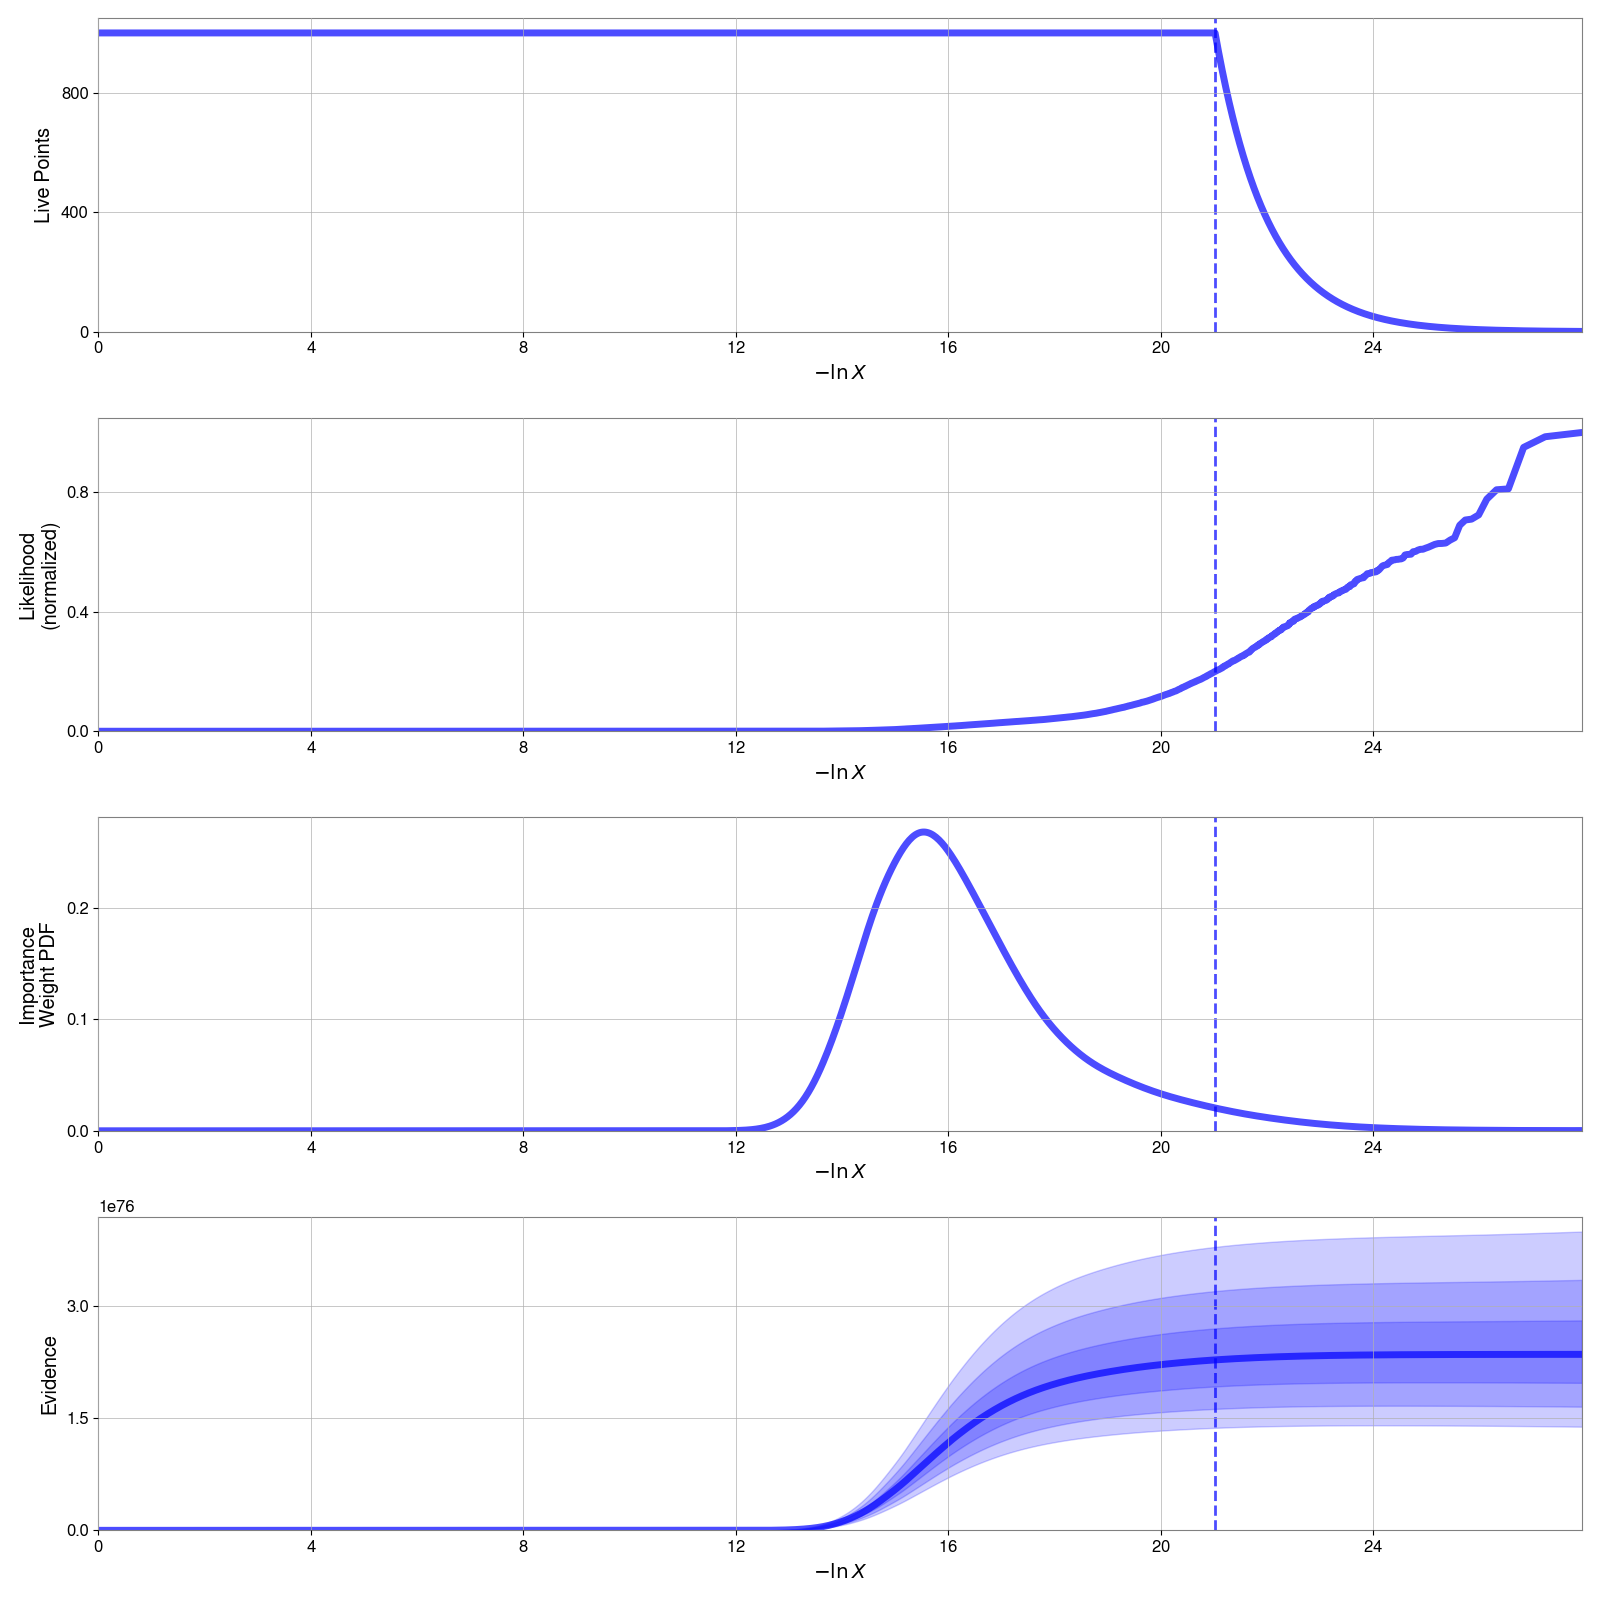 Live Points
800
400
0
0 4 8 12 16 20 24
−ln X
Likelihood
(normalized)
0.8
0.4
0.0
0 4 8 12 16 20 24
−ln X
Importance
Weight PDF
0.2
0.1
0.0
0 4 8 12 16 20 24
−ln X
1e76
Evidence
3.0
1.5
0.0
0 4 8 12 16 20 24
−ln X